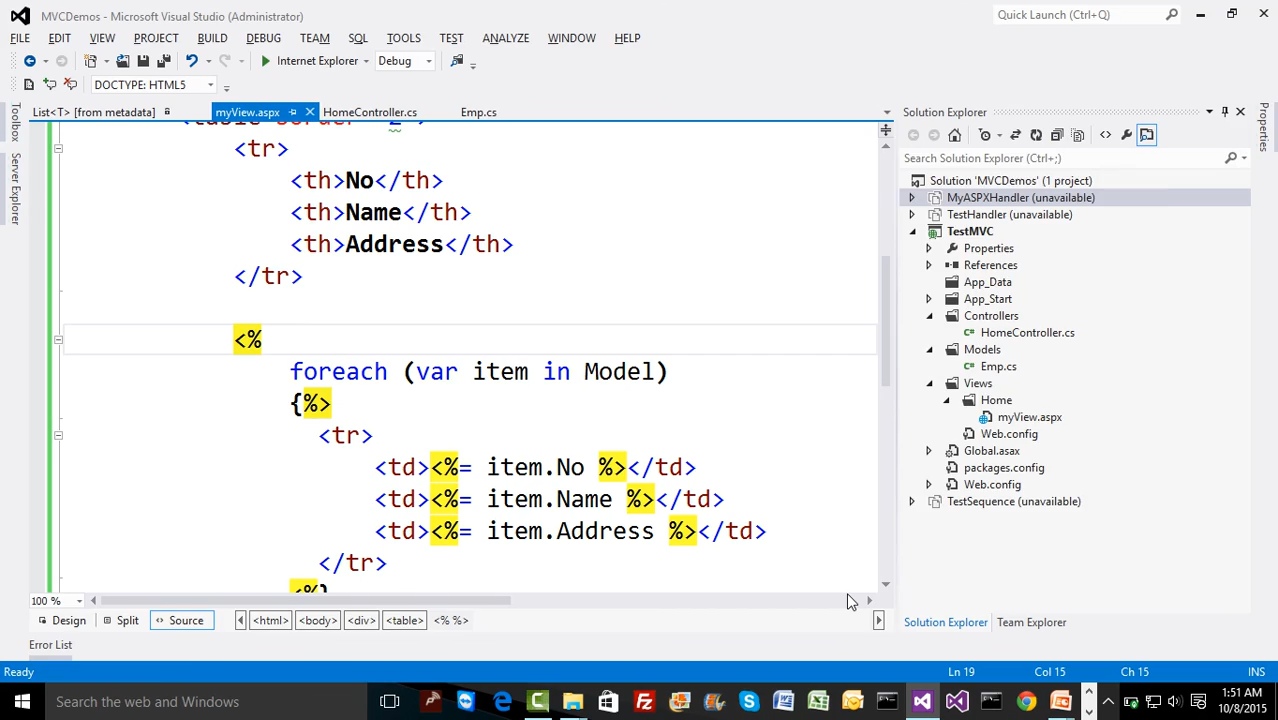 MVCDemos - Microsoft Visual Studio (Administrator)
Quick Launch (Ctrl+Q)
FILE EDIT VIEW PROJECT BUILD DEBUG TEAM SQL TOOLS TEST ANALYZE WINDOW HELP
Internet Explorer Debug
DOCTYPE: HTML5
List<T> [from metadata] myView.aspx HomeController.cs Emp.cs
Toolbox
Server Explorer
<tr>
<th>No</th>
<th>Name</th>
<th>Address</th>
</tr>
<%
foreach (var item in Model)
{%>
<tr>
<td><%= item.No %></td>
<td><%= item.Name %></td>
<td><%= item.Address %></td>
</tr>
<%}
100 %
Design Split Source <html> <body> <div> <table> <% %>
Error List
Solution Explorer
Search Solution Explorer (Ctrl+;)
Solution 'MVCDemos' (1 project)
MyASPXHandler (unavailable)
TestHandler (unavailable)
TestMVC
Properties
References
App_Data
App_Start
Controllers
HomeController.cs
Models
Emp.cs
Views
Home
myView.aspx
Web.config
Global.asax
packages.config
Web.config
TestSequence (unavailable)
Solution Explorer Team Explorer
Properties
Ready Ln 19 Col 15 Ch 15 INS
Search the web and Windows
1:51 AM
10/8/2015